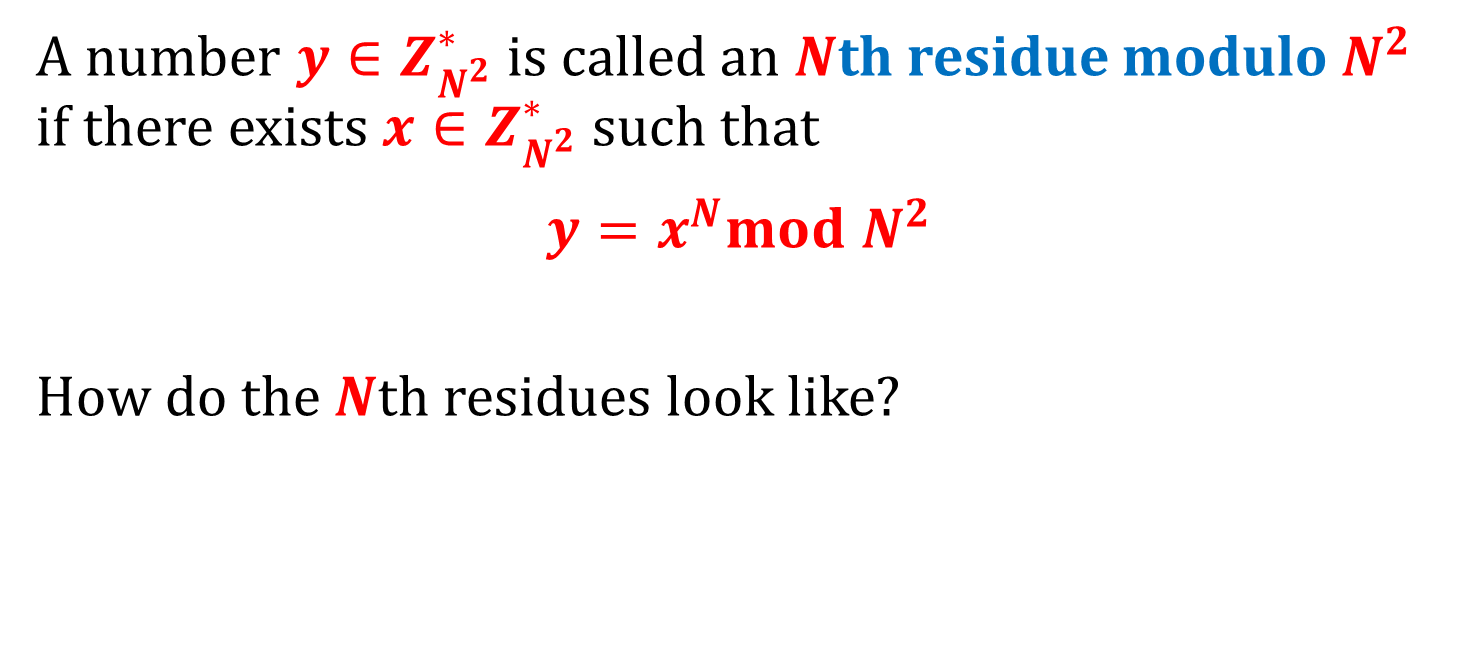 A number y ∈ Z*_{N²} is called an Nth residue modulo N²
if there exists x ∈ Z*_{N²} such that
y = x^N mod N²
How do the Nth residues look like?